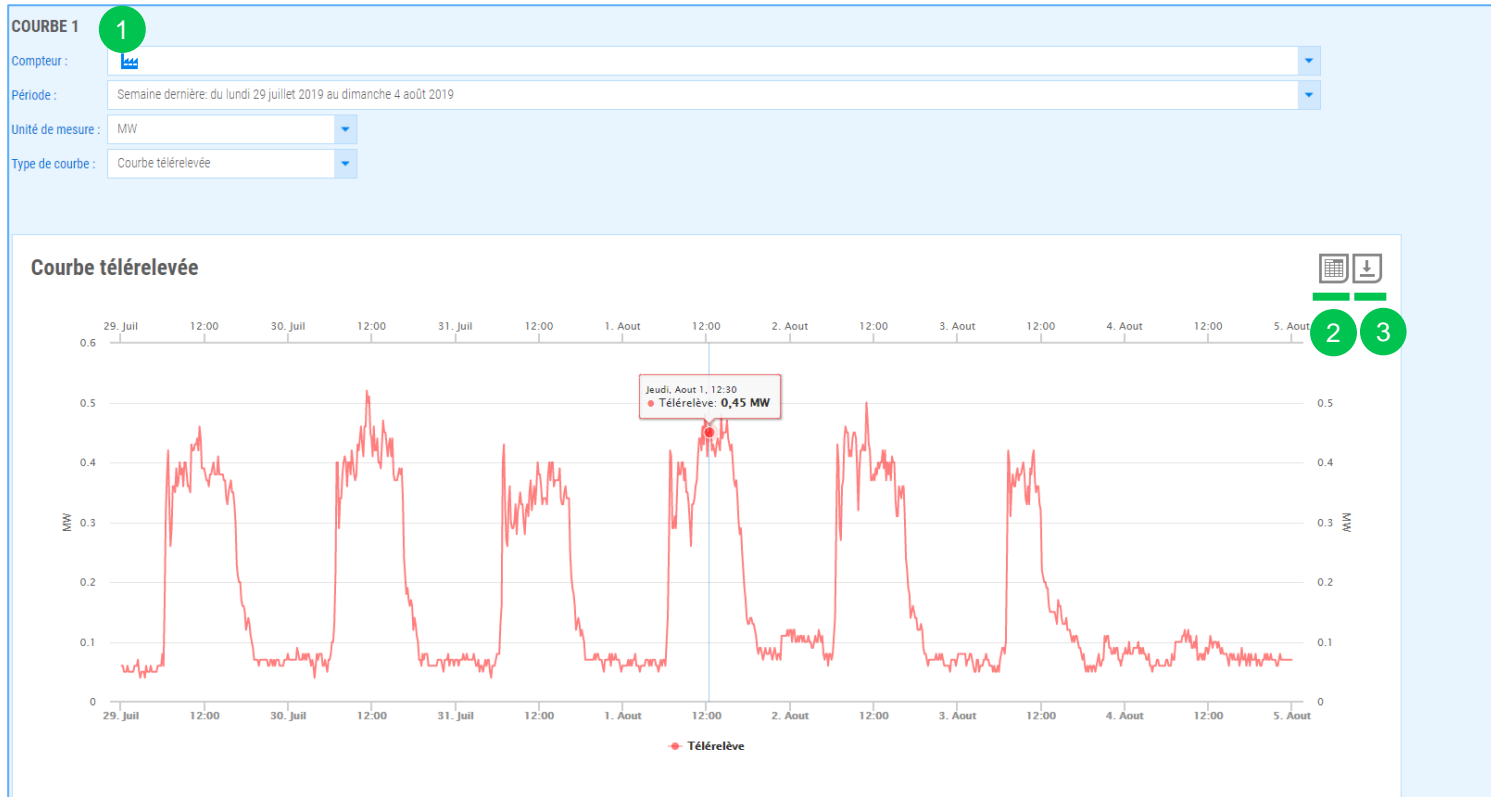 COURBE 1
1
Compteur :
Période : Semaine dernière: du lundi 29 juillet 2019 au dimanche 4 août 2019
Unité de mesure : MW
Type de courbe : Courbe télérelevée
Courbe télérelevée
2 3
29. Juil 12:00 30. Juil 12:00 31. Juil 12:00 1. Aout 12:00 2. Aout 12:00 3. Aout 12:00 4. Aout 12:00 5. Aout
0.6
Jeudi, Aout 1, 12:30
Télérelève: 0,45 MW
0.5 0.5
0.4 0.4
MW 0.3 0.3 MW
0.2 0.2
0.1 0.1
0 0
29. Juil 12:00 30. Juil 12:00 31. Juil 12:00 1. Aout 12:00 2. Aout 12:00 3. Aout 12:00 4. Aout 12:00 5. Aout
Télérelève